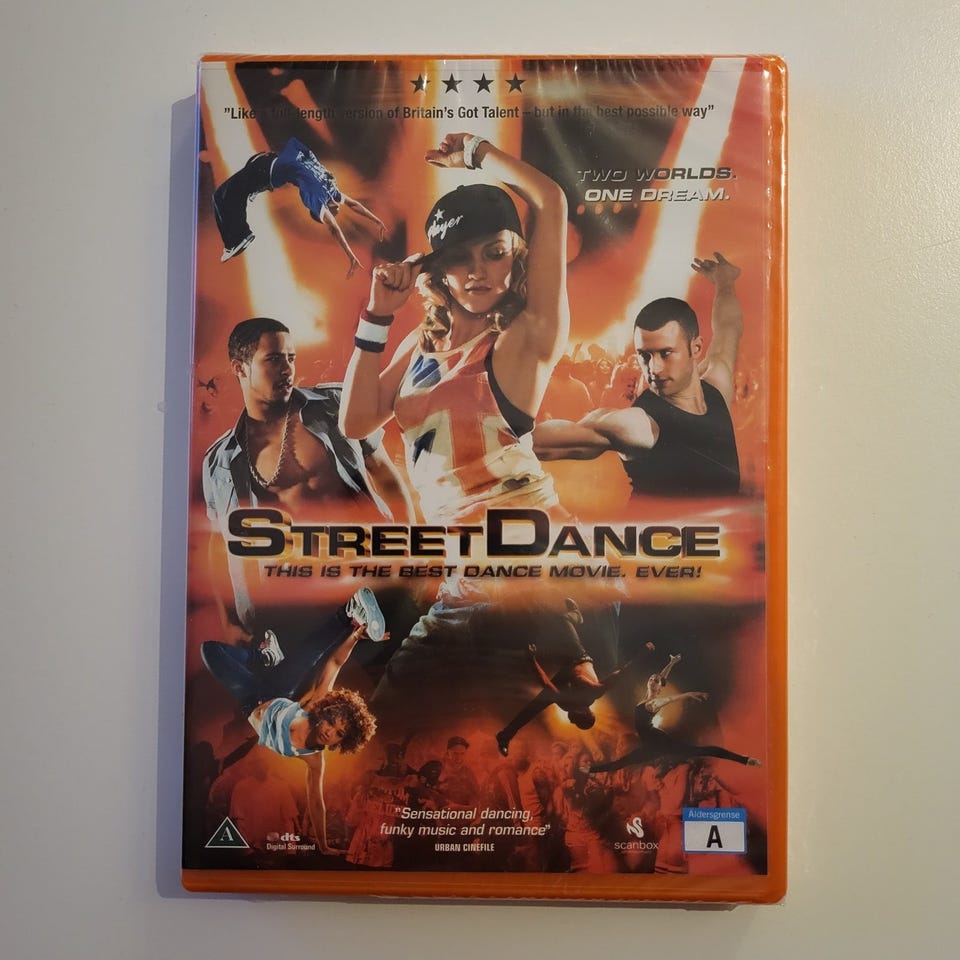 ★ ★ ★ ★
"Like a full-length version of Britain's Got Talent – but in the best possible way"
TWO WORLDS.
ONE DREAM.
player
STREETDANCE
THIS IS THE BEST DANCE MOVIE. EVER!
"Sensational dancing,
funky music and romance"
URBAN CINEFILE
A
dts
Digital Surround
scanbox
Aldersgrense
A